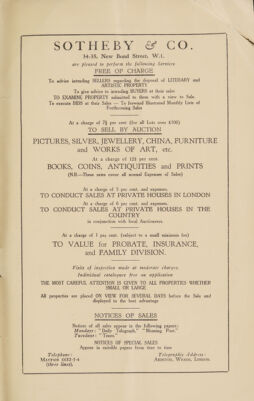 SOTHEBY & CO.
34-35, New Bond Street, W.1.
are pleased to perform the following Services
FREE OF CHARGE
To advise intending SELLERS regarding the disposal of LITERARY and
ARTISTIC PROPERTY
To give advice to intending BUYERS at their sales
TO EXAMINE PROPERTY submitted to them with a view to Sale
To execute BIDS at their Sales — To forward Illustrated Monthly Lists of
Forthcoming Sales
At a charge of 7½ per cent (for all Lots over £100)
TO SELL BY AUCTION
PICTURES, SILVER, JEWELLERY, CHINA, FURNITURE
and WORKS OF ART, etc.
At a charge of 12½ per cent
BOOKS, COINS, ANTIQUITIES and PRINTS
(N.B.—These rates cover all normal Expenses of Sales)
At a charge of 5 per cent, and expenses,
TO CONDUCT SALES AT PRIVATE HOUSES IN LONDON
At a charge of 6 per cent, and expenses,
TO CONDUCT SALES AT PRIVATE HOUSES IN THE
COUNTRY
in conjunction with local Auctioneers.
At a charge of 1 per cent. (subject to a small minimum fee)
TO VALUE for PROBATE, INSURANCE,
and FAMILY DIVISION.
Visits of inspection made at moderate charges.
Individual catalogues free on application
THE MOST CAREFUL ATTENTION IS GIVEN TO ALL PROPERTIES WHETHER
SMALL OR LARGE
All properties are placed ON VIEW FOR SEVERAL DAYS before the Sale and
displayed to the best advantage
NOTICES OF SALES
Notices of all sales appear in the following papers:
Mondays: "Daily Telegraph," "Morning Post."
Tuesdays: "Times."
NOTICES OF SPECIAL SALES
Appear in suitable papers from time to time
Telephone:
(three lines).
Telegraphic Address:
London.